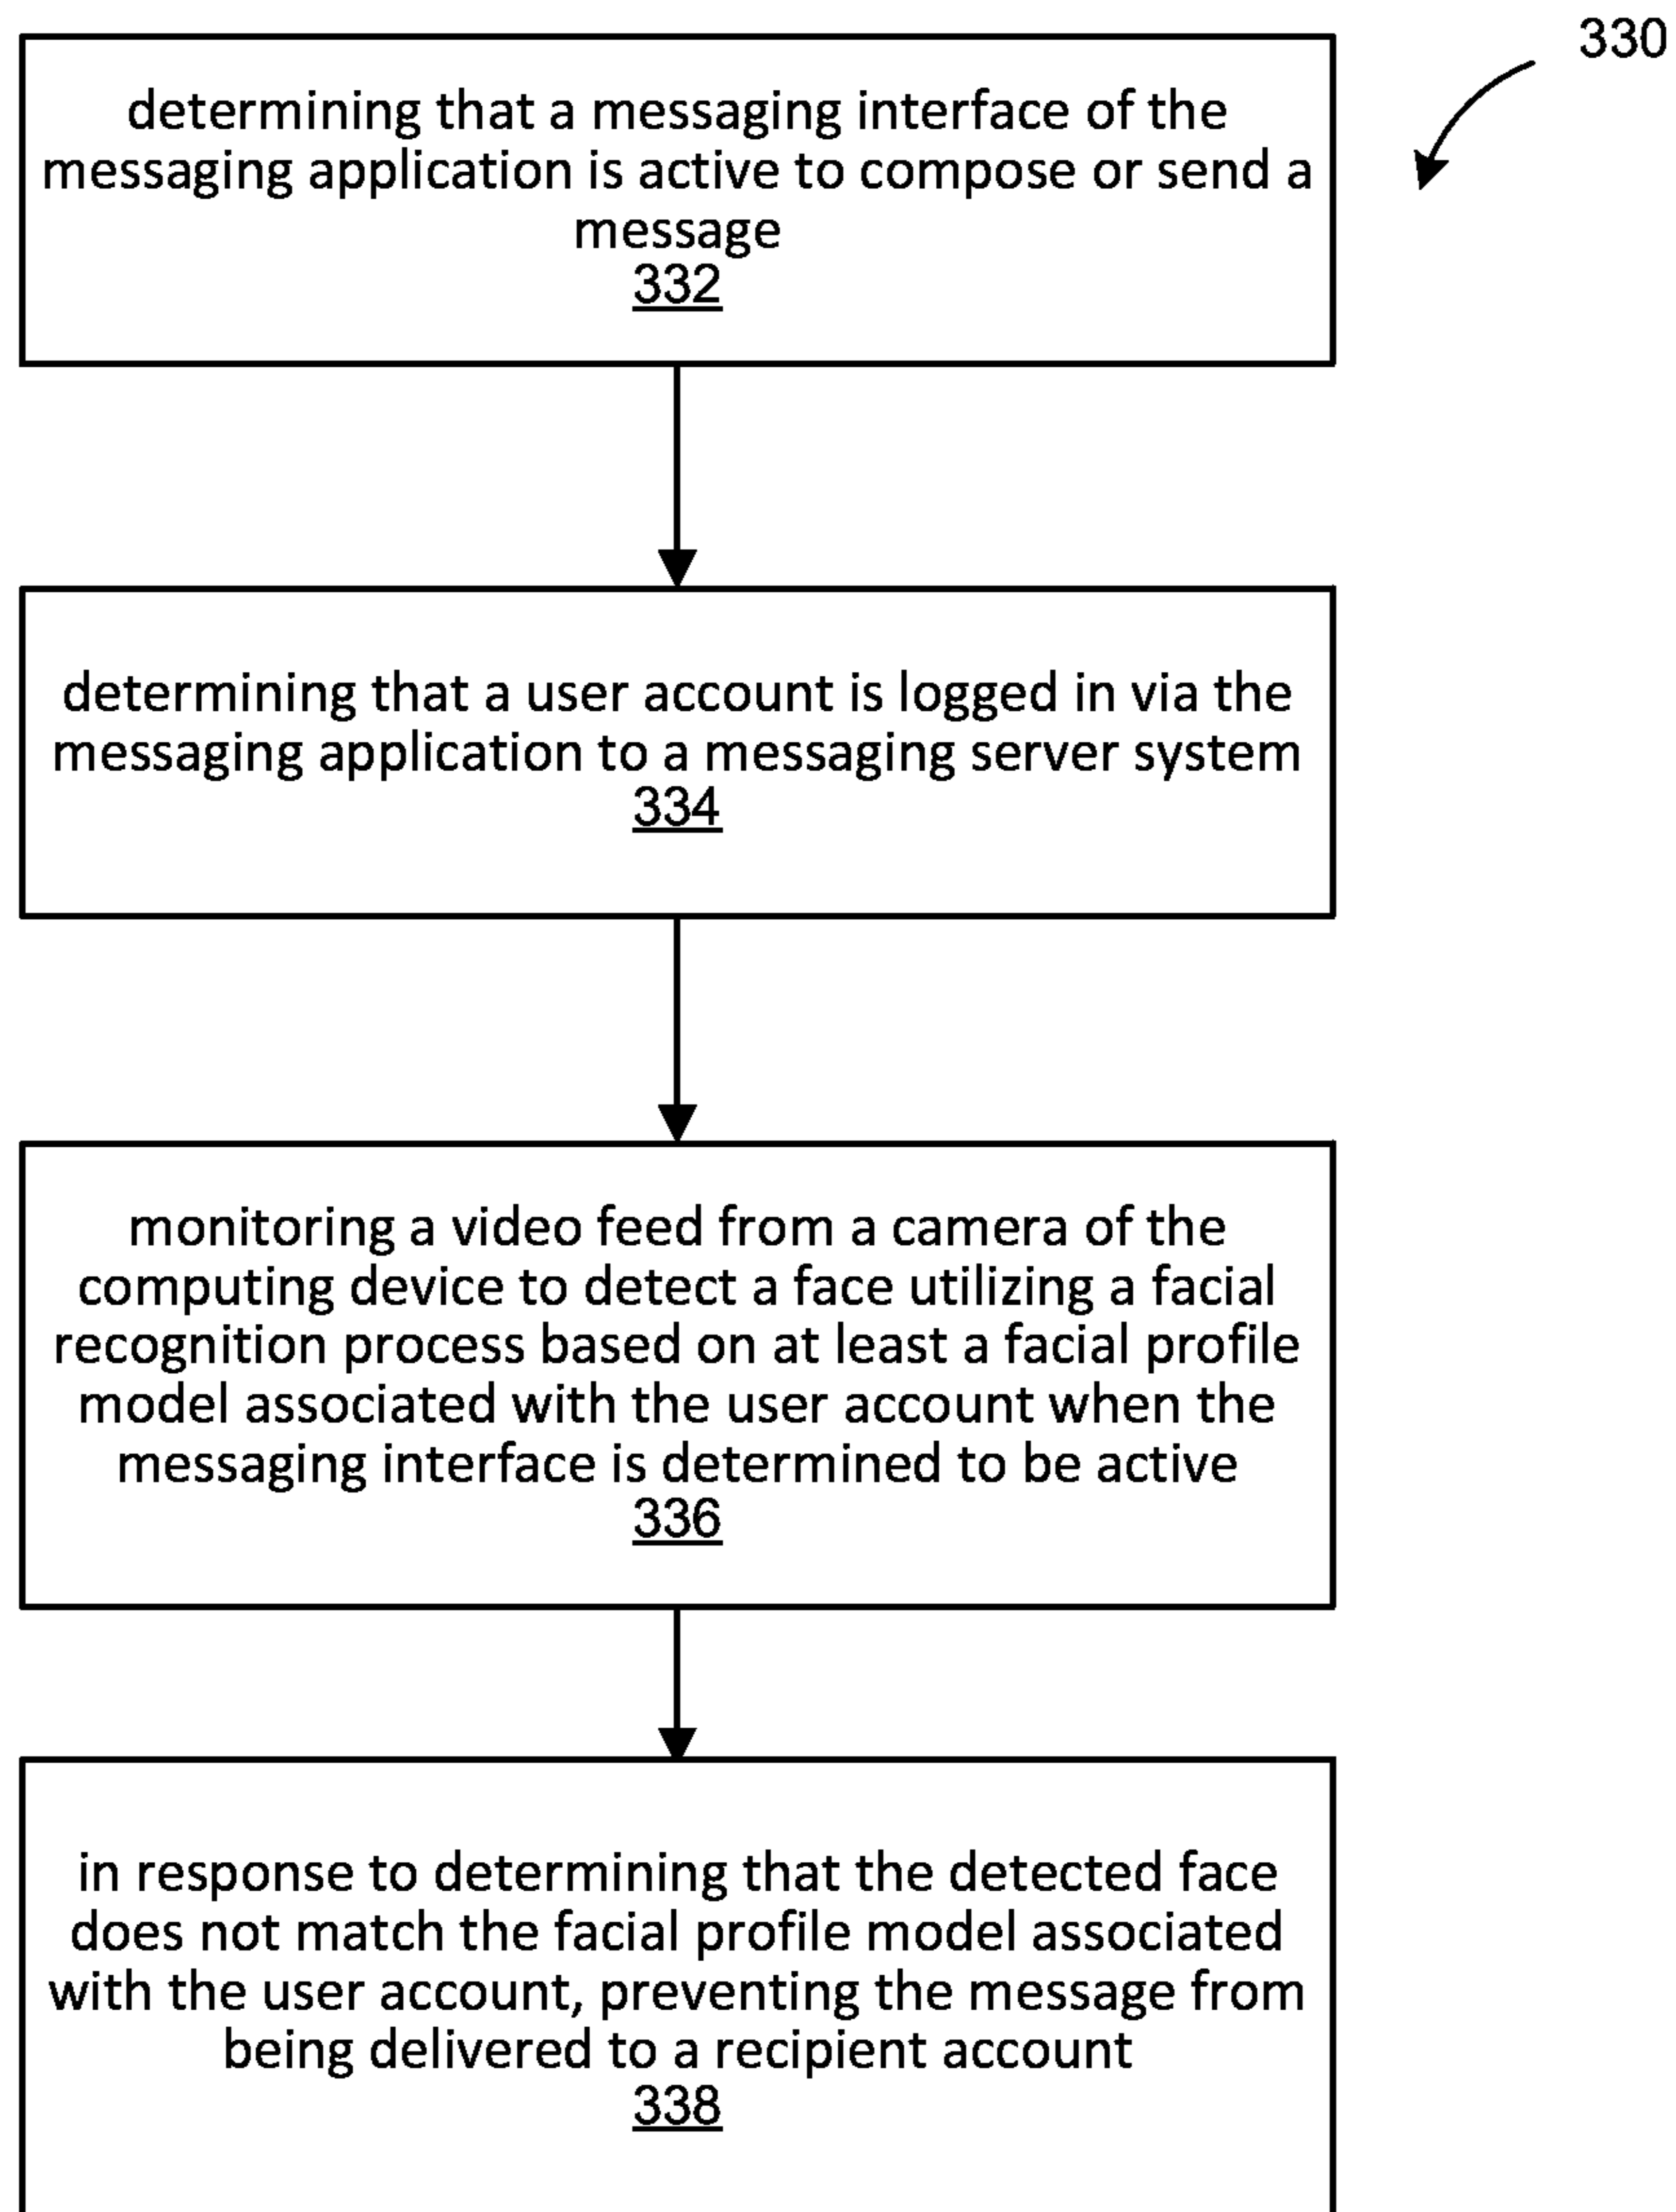 330
determining that a messaging interface of the
messaging application is active to compose or send a
message
332
determining that a user account is logged in via the
messaging application to a messaging server system
334
monitoring a video feed from a camera of the
computing device to detect a face utilizing a facial
recognition process based on at least a facial profile
model associated with the user account when the
messaging interface is determined to be active
336
in response to determining that the detected face
does not match the facial profile model associated
with the user account, preventing the message from
being delivered to a recipient account
338